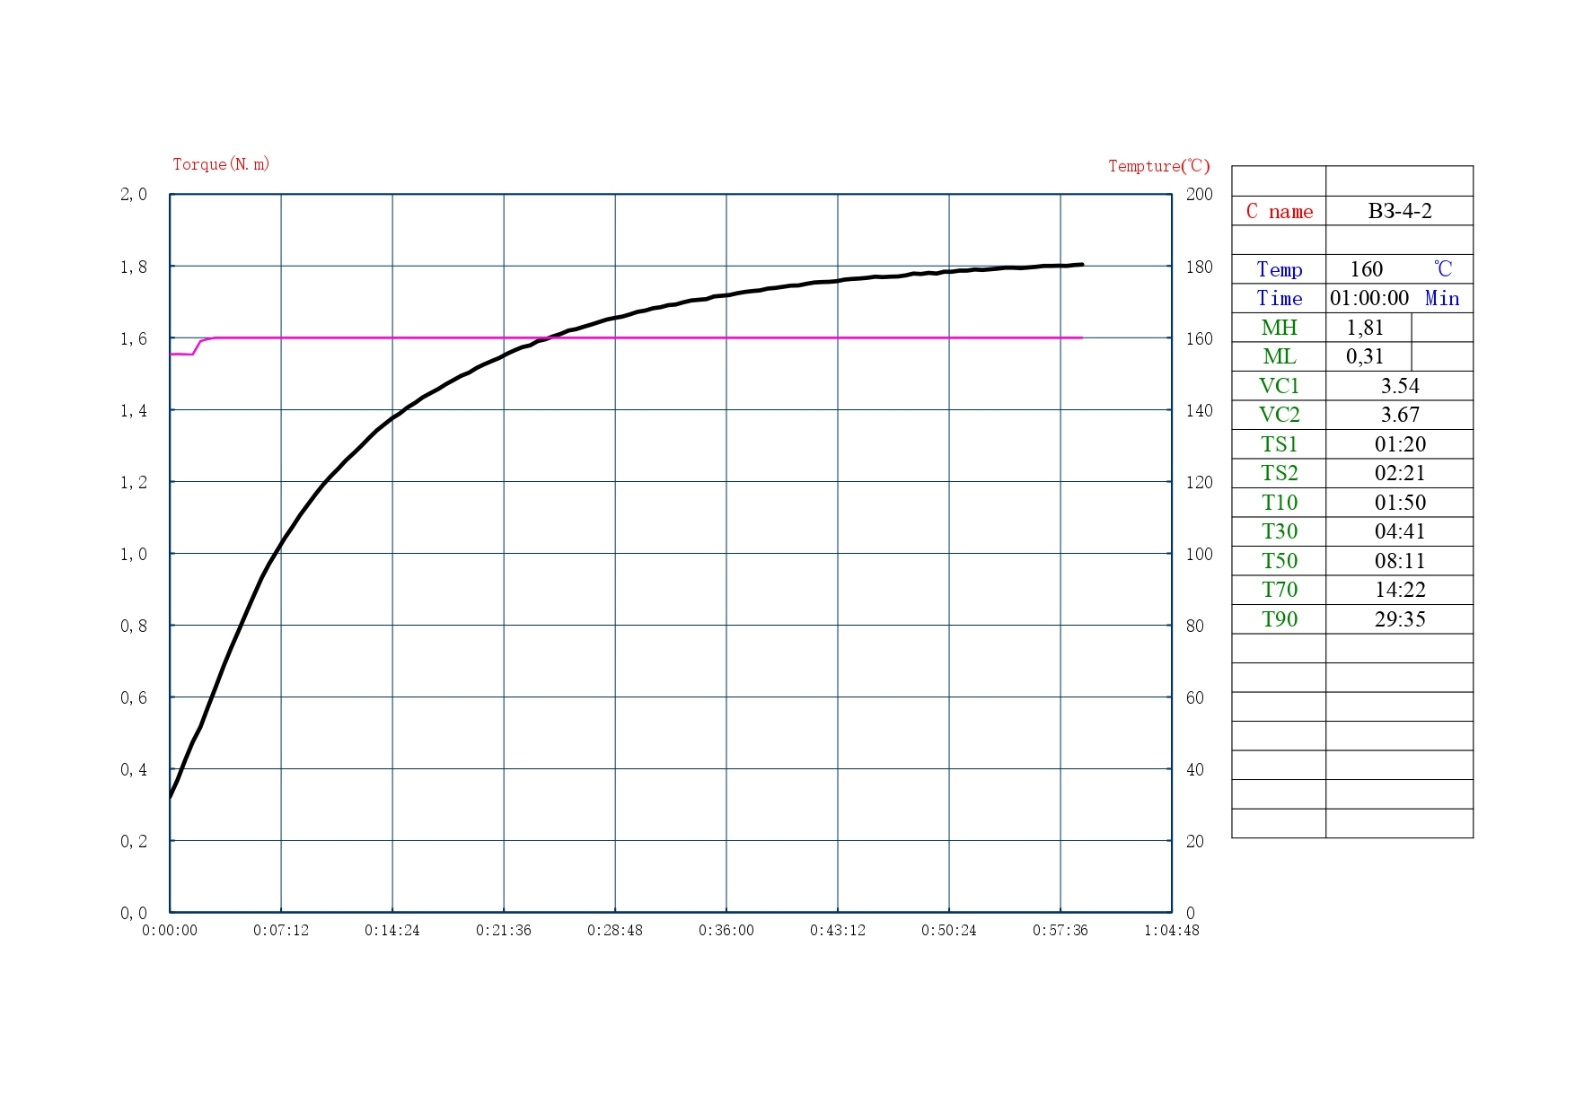 Torque(N.m)
Tempture(℃)
2,0
1,8
1,6
1,4
1,2
1,0
0,8
0,6
0,4
0,2
0,0
200
180
160
140
120
100
80
60
40
20
0
0:00:00 0:07:12 0:14:24 0:21:36 0:28:48 0:36:00 0:43:12 0:50:24 0:57:36 1:04:48
C name B3-4-2
Temp 160 ℃
Time 01:00:00 Min
MH 1,81
ML 0,31
VC1 3.54
VC2 3.67
TS1 01:20
TS2 02:21
T10 01:50
T30 04:41
T50 08:11
T70 14:22
T90 29:35